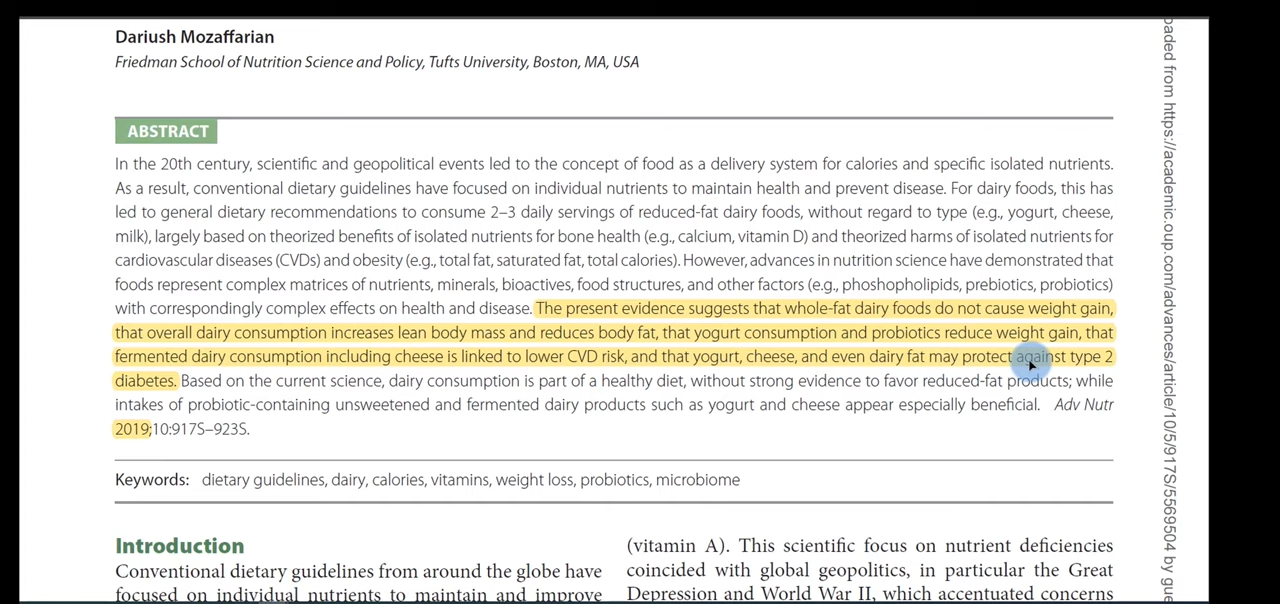 Dariush Mozaffarian
Friedman School of Nutrition Science and Policy, Tufts University, Boston, MA, USA
ABSTRACT
In the 20th century, scientific and geopolitical events led to the concept of food as a delivery system for calories and specific isolated nutrients.
As a result, conventional dietary guidelines have focused on individual nutrients to maintain health and prevent disease. For dairy foods, this has
led to general dietary recommendations to consume 2–3 daily servings of reduced-fat dairy foods, without regard to type (e.g., yogurt, cheese,
milk), largely based on theorized benefits of isolated nutrients for bone health (e.g., calcium, vitamin D) and theorized harms of isolated nutrients for
cardiovascular diseases (CVDs) and obesity (e.g., total fat, saturated fat, total calories). However, advances in nutrition science have demonstrated that
foods represent complex matrices of nutrients, minerals, bioactives, food structures, and other factors (e.g., phoshopholipids, prebiotics, probiotics)
with correspondingly complex effects on health and disease. The present evidence suggests that whole-fat dairy foods do not cause weight gain,
that overall dairy consumption increases lean body mass and reduces body fat, that yogurt consumption and probiotics reduce weight gain, that
fermented dairy consumption including cheese is linked to lower CVD risk, and that yogurt, cheese, and even dairy fat may protect against type 2
diabetes. Based on the current science, dairy consumption is part of a healthy diet, without strong evidence to favor reduced-fat products; while
intakes of probiotic-containing unsweetened and fermented dairy products such as yogurt and cheese appear especially beneficial. Adv Nutr
2019;10:917S–923S.
Keywords: dietary guidelines, dairy, calories, vitamins, weight loss, probiotics, microbiome
Introduction
Conventional dietary guidelines from around the globe have
focused on individual nutrients to maintain and improve
(vitamin A). This scientific focus on nutrient deficiencies
coincided with global geopolitics, in particular the Great
Depression and World War II, which accentuated concerns
oaded from https://academic.oup.com/advances/article/10/5/917S/5569504 by gue